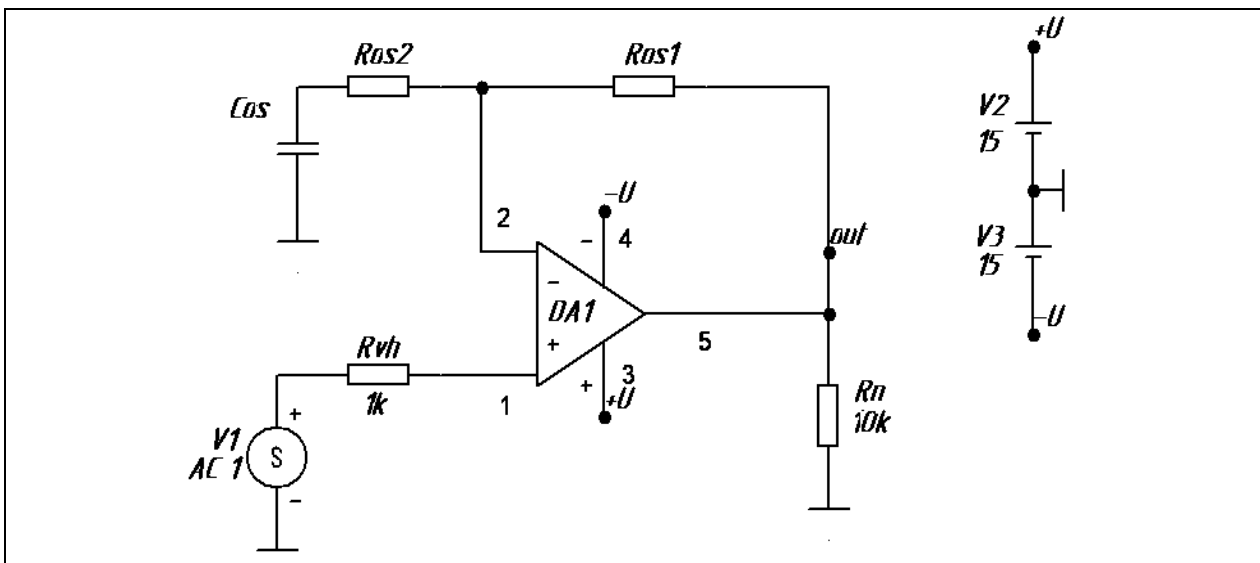 Ros2
Ros1
+U
Cos
V2
15
-U
2
- 4
out
V3
15
-
DA1
+
5
-U
Rvh
1k
1
+ 3
+U
Rn
10k
+
V1
AC 1
S
-